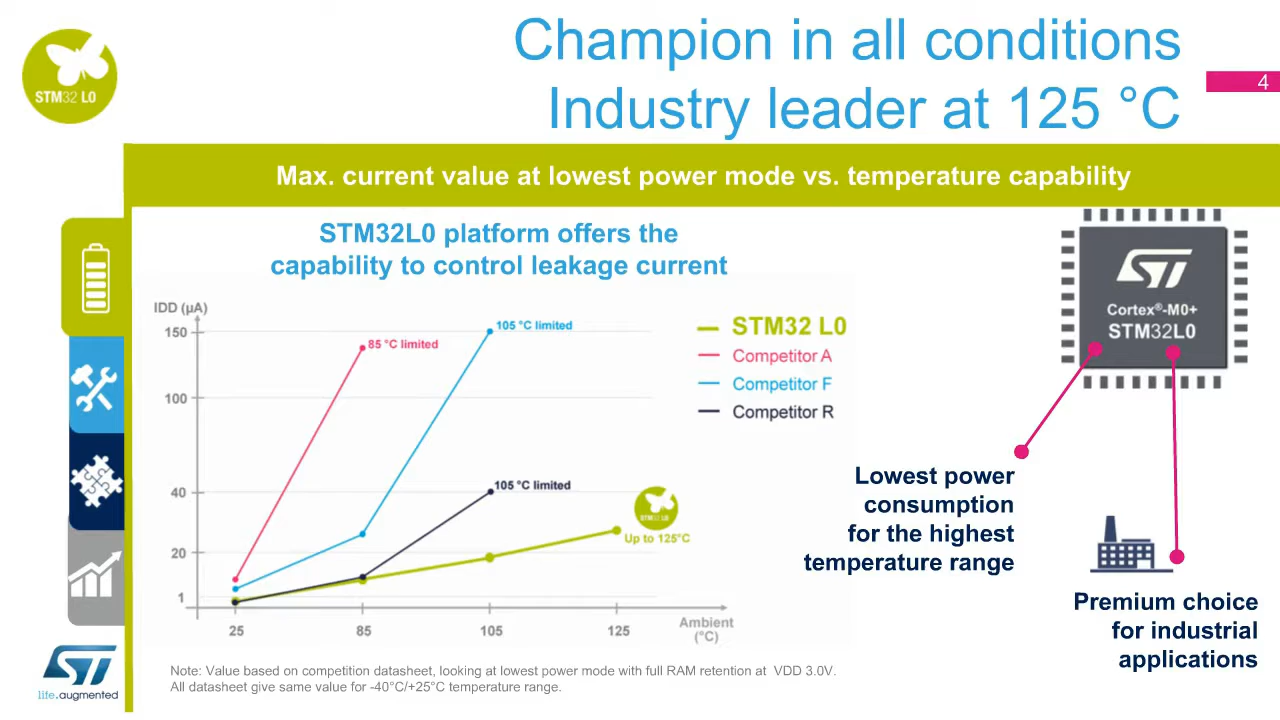 Champion in all conditions
Industry leader at 125 °C
4
STM32 L0
Max. current value at lowest power mode vs. temperature capability
STM32L0 platform offers the
capability to control leakage current
IDD (µA)
150
100
40
20
1
25
85
105
125
Ambient
(°C)
85 °C limited
105 °C limited
105 °C limited
STM32 L0
Up to 125°C
STM32 L0
Competitor A
Competitor F
Competitor R
ST
Cortex®-M0+
STM32L0
Lowest power
consumption
for the highest
temperature range
Premium choice
for industrial
applications
ST
life.augmented
Note: Value based on competition datasheet, looking at lowest power mode with full RAM retention at VDD 3.0V.
All datasheet give same value for -40°C/+25°C temperature range.